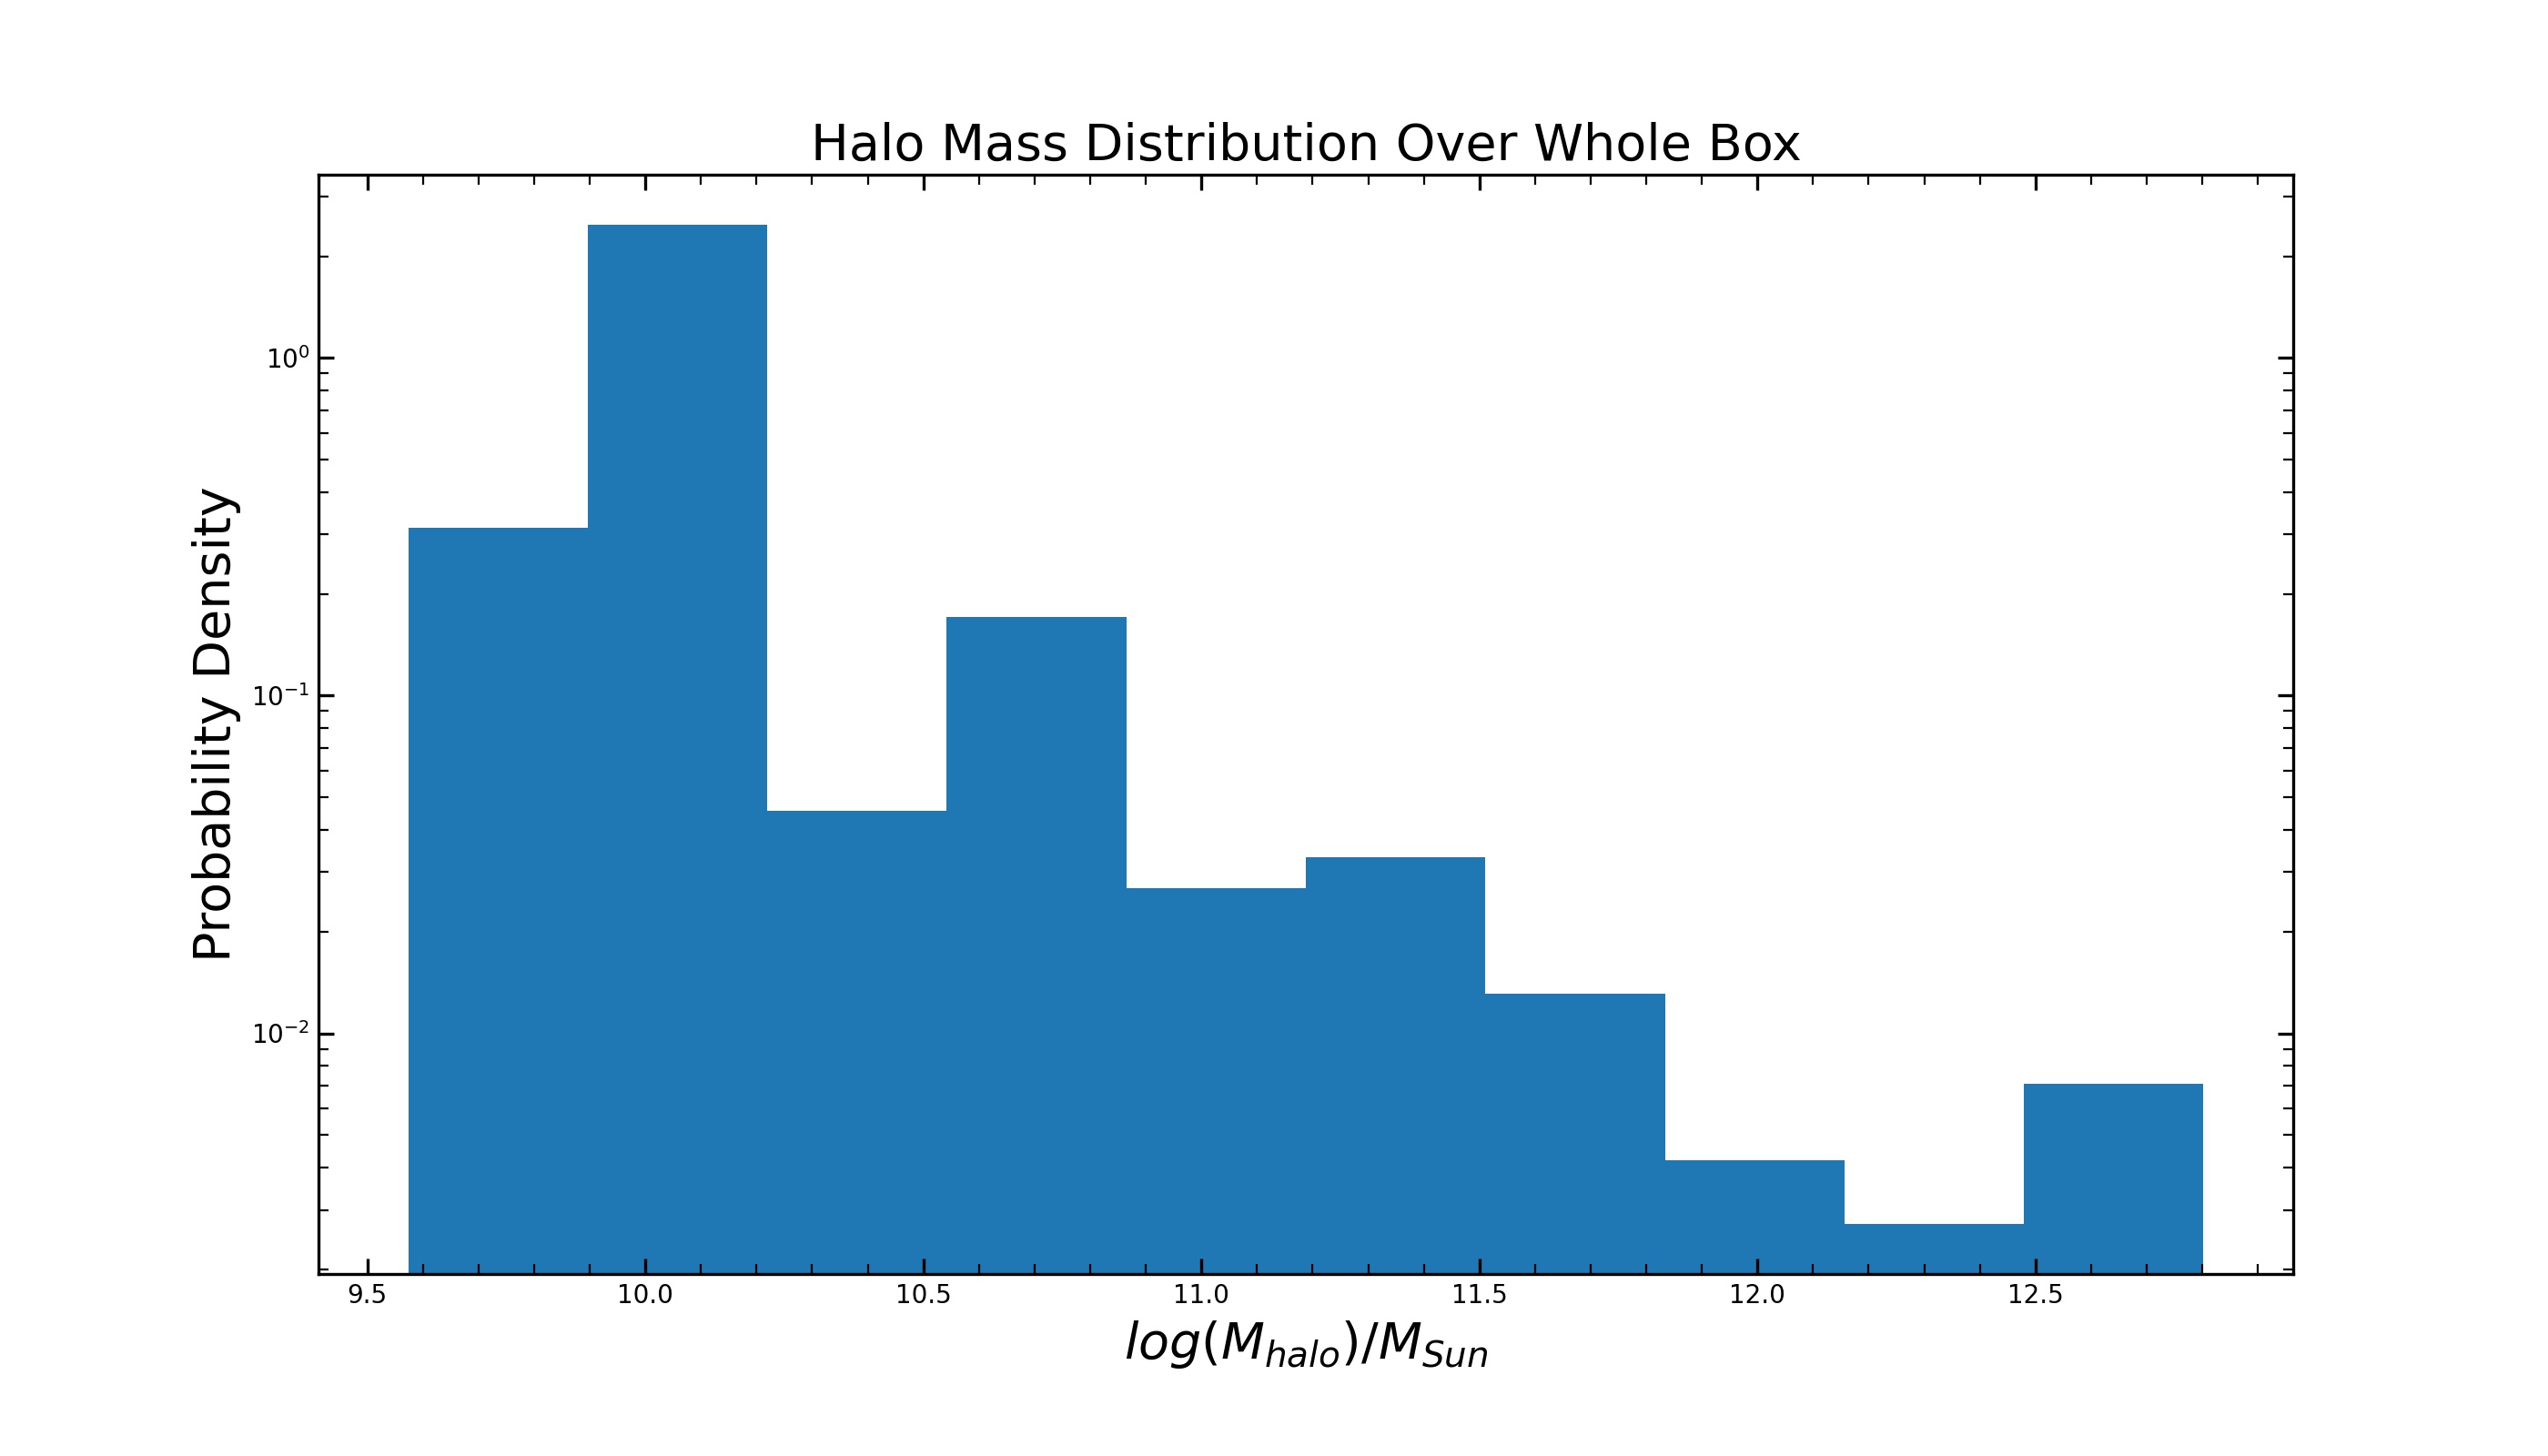 Halo Mass Distribution Over Whole Box
Probability Density
10⁰
10⁻¹
10⁻²
9.5 10.0 10.5 11.0 11.5 12.0 12.5
log(M_halo)/M_Sun